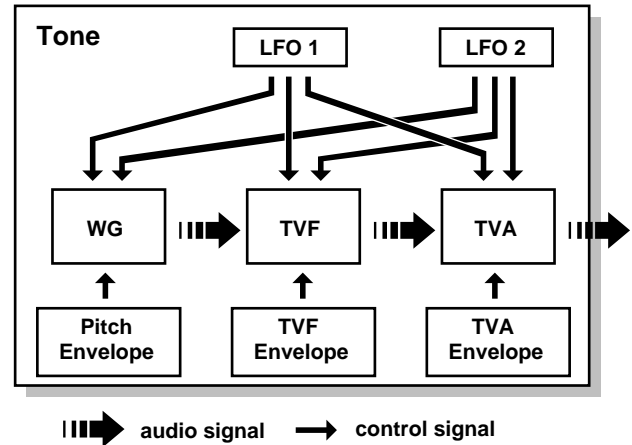 Tone
LFO 1
LFO 2
WG
TVF
TVA
Pitch
Envelope
TVF
Envelope
TVA
Envelope
audio signal
control signal